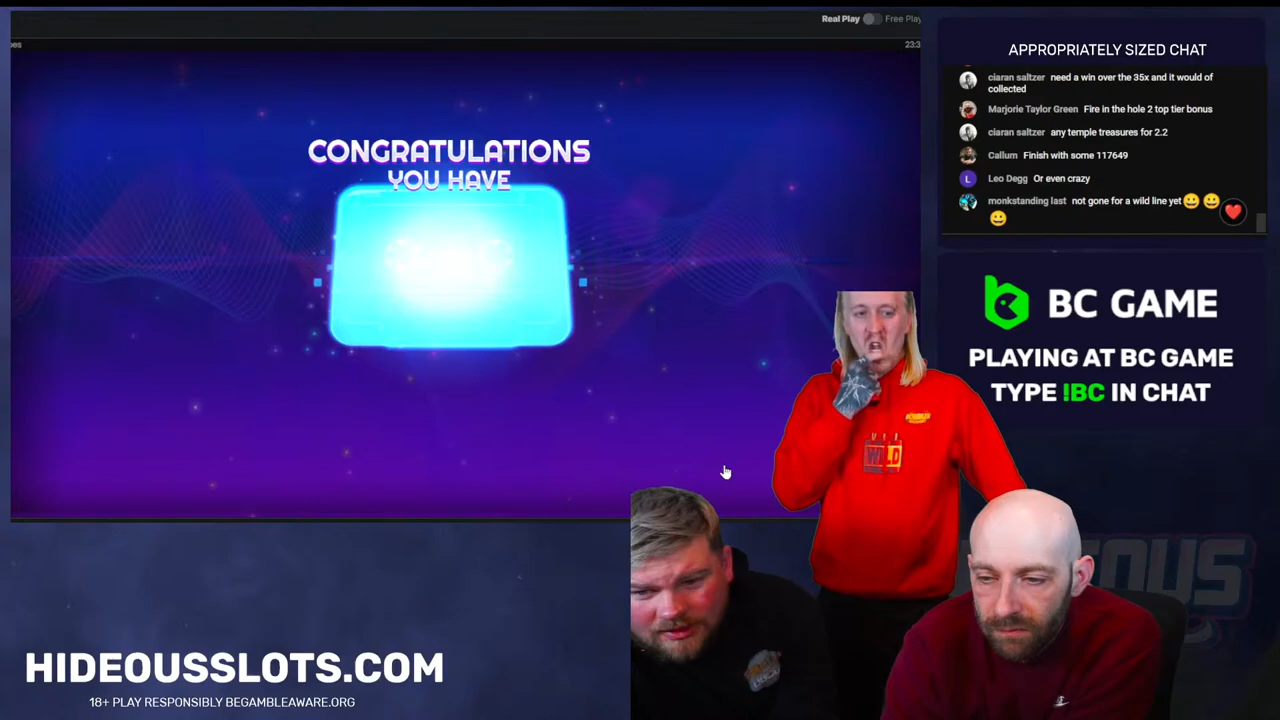 Real Play Free Play
pes
23:3
CONGRATULATIONS
YOU HAVE
APPROPRIATELY SIZED CHAT
ciaran saltzer need a win over the 35x and it would of
collected
Marjorie Taylor Green Fire in the hole 2 top tier bonus
ciaran saltzer any temple treasures for 2.2
Callum Finish with some 117649
L Leo Degg Or even crazy
monkstanding last not gone for a wild line yet
BC GAME
PLAYING AT BC GAME
TYPE !BC IN CHAT
WILD
HIDEOUSSLOTS.COM
18+ PLAY RESPONSIBLY BEGAMBLEAWARE.ORG